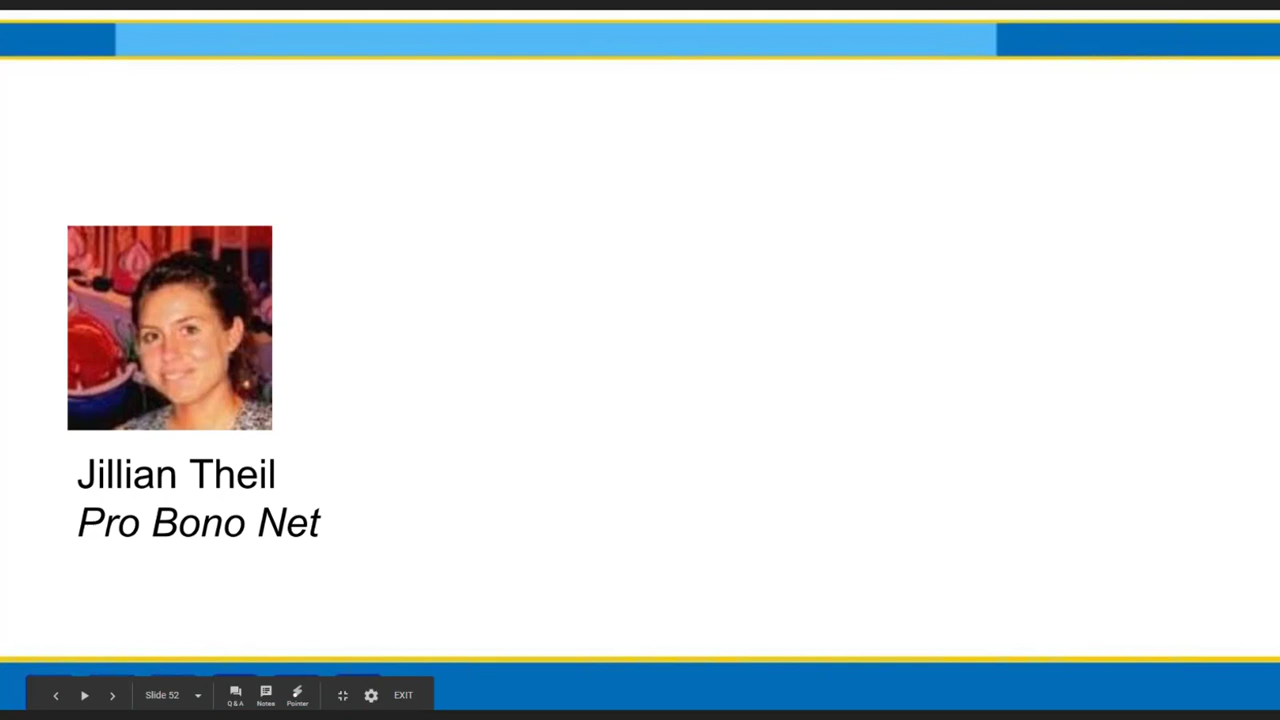 Jillian Theil
Pro Bono Net
Slide 52
Q & A
Notes
Pointer
EXIT